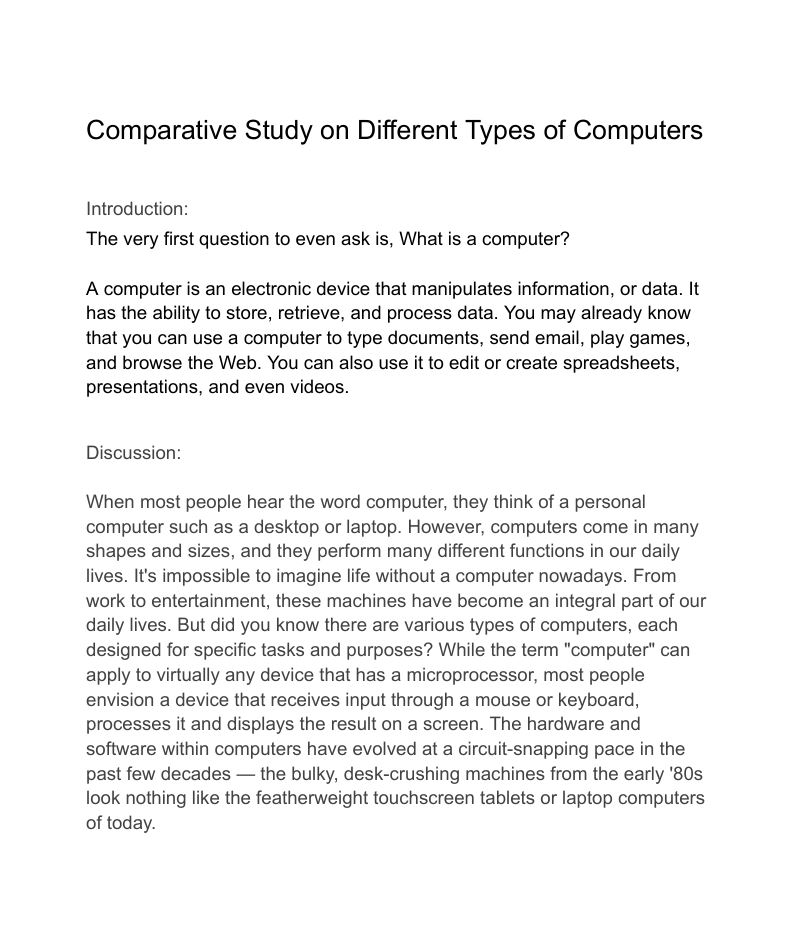 Comparative Study on Different Types of Computers
Introduction:
The very first question to even ask is, What is a computer?
A computer is an electronic device that manipulates information, or data. It
has the ability to store, retrieve, and process data. You may already know
that you can use a computer to type documents, send email, play games,
and browse the Web. You can also use it to edit or create spreadsheets,
presentations, and even videos.
Discussion:
When most people hear the word computer, they think of a personal
computer such as a desktop or laptop. However, computers come in many
shapes and sizes, and they perform many different functions in our daily
lives. It's impossible to imagine life without a computer nowadays. From
work to entertainment, these machines have become an integral part of our
daily lives. But did you know there are various types of computers, each
designed for specific tasks and purposes? While the term "computer" can
apply to virtually any device that has a microprocessor, most people
envision a device that receives input through a mouse or keyboard,
processes it and displays the result on a screen. The hardware and
software within computers have evolved at a circuit-snapping pace in the
past few decades — the bulky, desk-crushing machines from the early '80s
look nothing like the featherweight touchscreen tablets or laptop computers
of today.